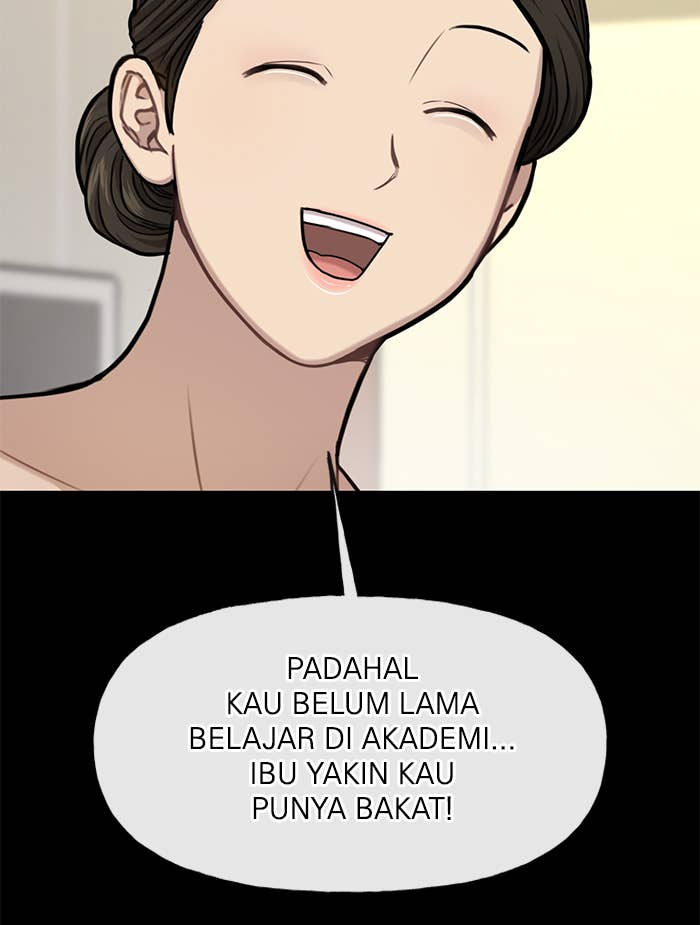 PADAHAL
KAU BELUM LAMA
BELAJAR DI AKADEMI...
IBU YAKIN KAU
PUNYA BAKAT!